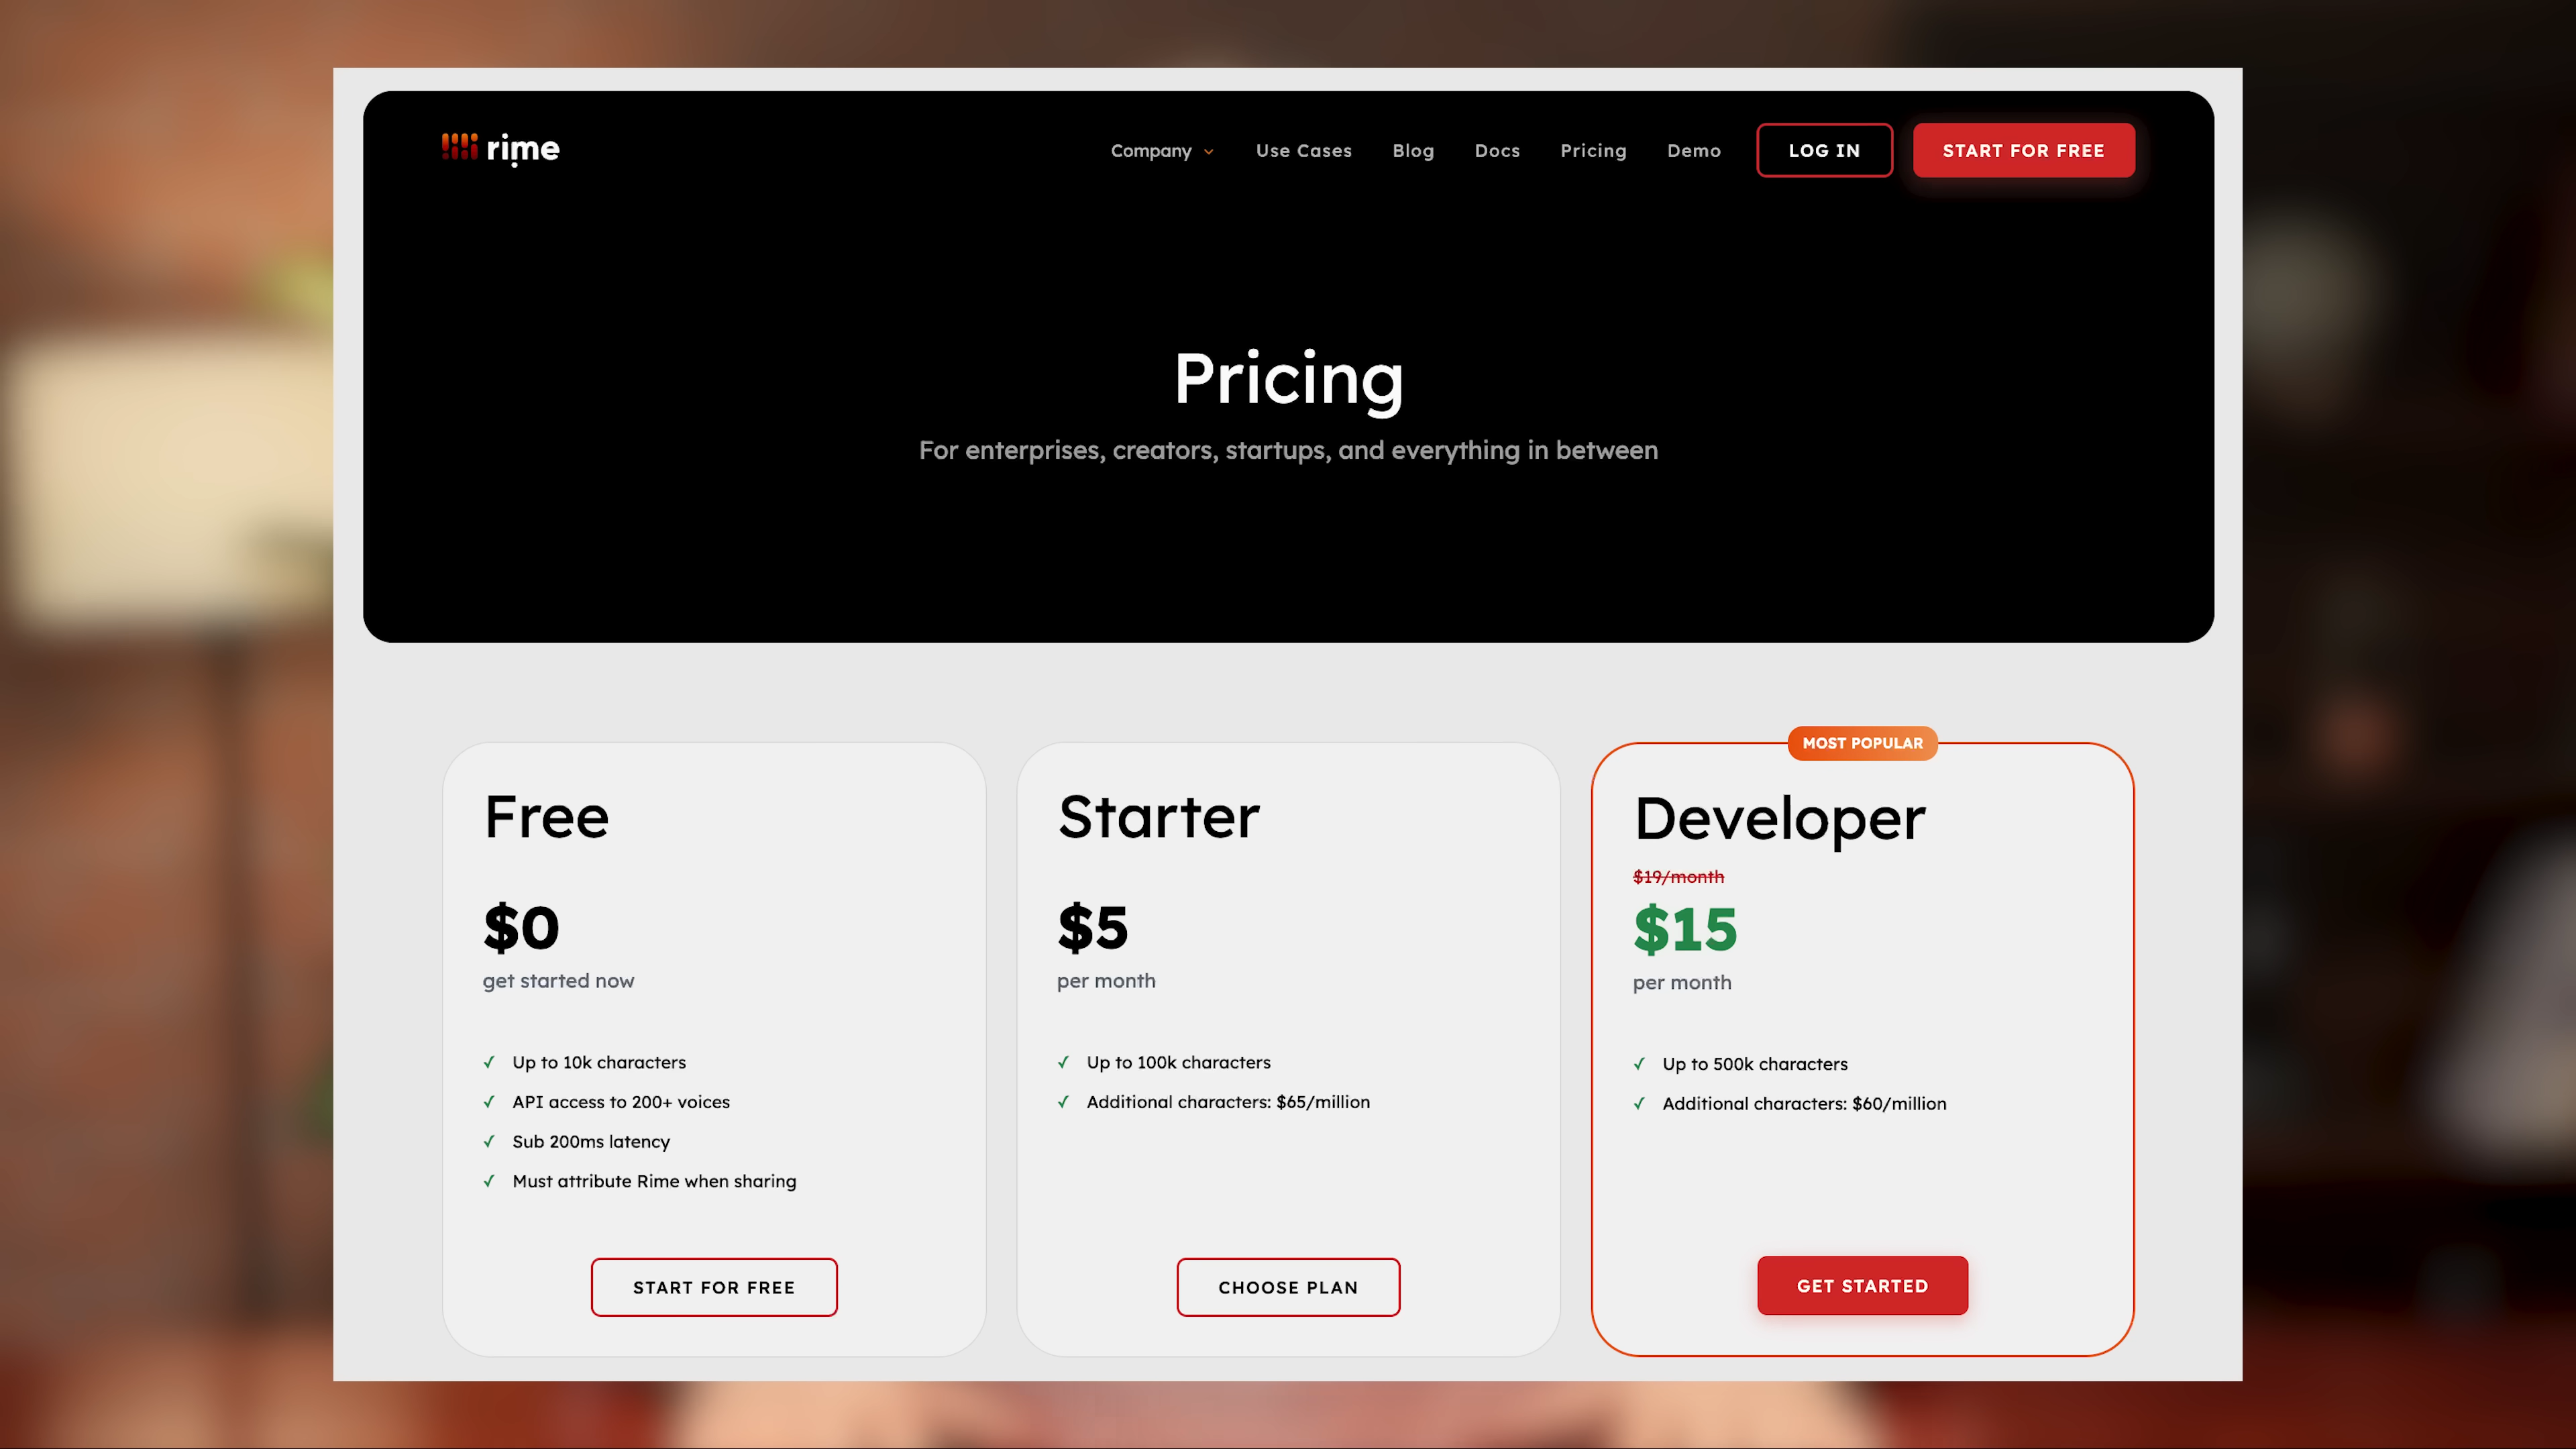 rime
Company Use Cases Blog Docs Pricing Demo LOG IN START FOR FREE
Pricing
For enterprises, creators, startups, and everything in between
Free
$0
get started now
✓ Up to 10k characters
✓ API access to 200+ voices
✓ Sub 200ms latency
✓ Must attribute Rime when sharing
START FOR FREE
Starter
$5
per month
✓ Up to 100k characters
✓ Additional characters: $65/million
CHOOSE PLAN
MOST POPULAR
Developer
$19/month
$15
per month
✓ Up to 500k characters
✓ Additional characters: $60/million
GET STARTED